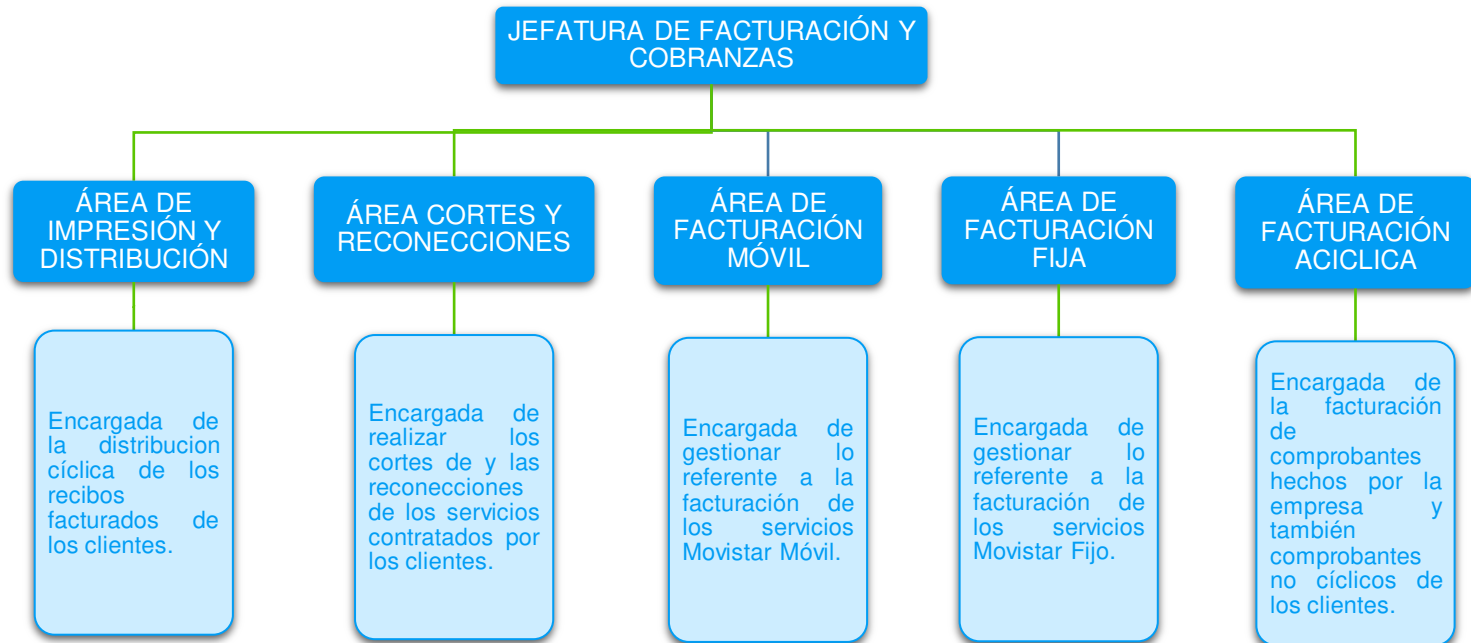 JEFATURA DE FACTURACIÓN Y
COBRANZAS
ÁREA DE
IMPRESIÓN Y
DISTRIBUCIÓN
ÁREA CORTES Y
RECONECCIONES
ÁREA DE
FACTURACIÓN
MÓVIL
ÁREA DE
FACTURACIÓN
FIJA
ÁREA DE
FACTURACIÓN
ACICLICA
Encargada de
la distribucion
cíclica de los
recibos
facturados de
los clientes.
Encargada de
realizar los
cortes de y las
reconecciones
de los servicios
contratados por
los clientes.
Encargada de
gestionar lo
referente a la
facturación de
los servicios
Movistar Móvil.
Encargada de
gestionar lo
referente a la
facturación de
los servicios
Movistar Fijo.
Encargada de
la facturación
de
comprobantes
hechos por la
empresa y
también
comprobantes
no cíclicos de
los clientes.